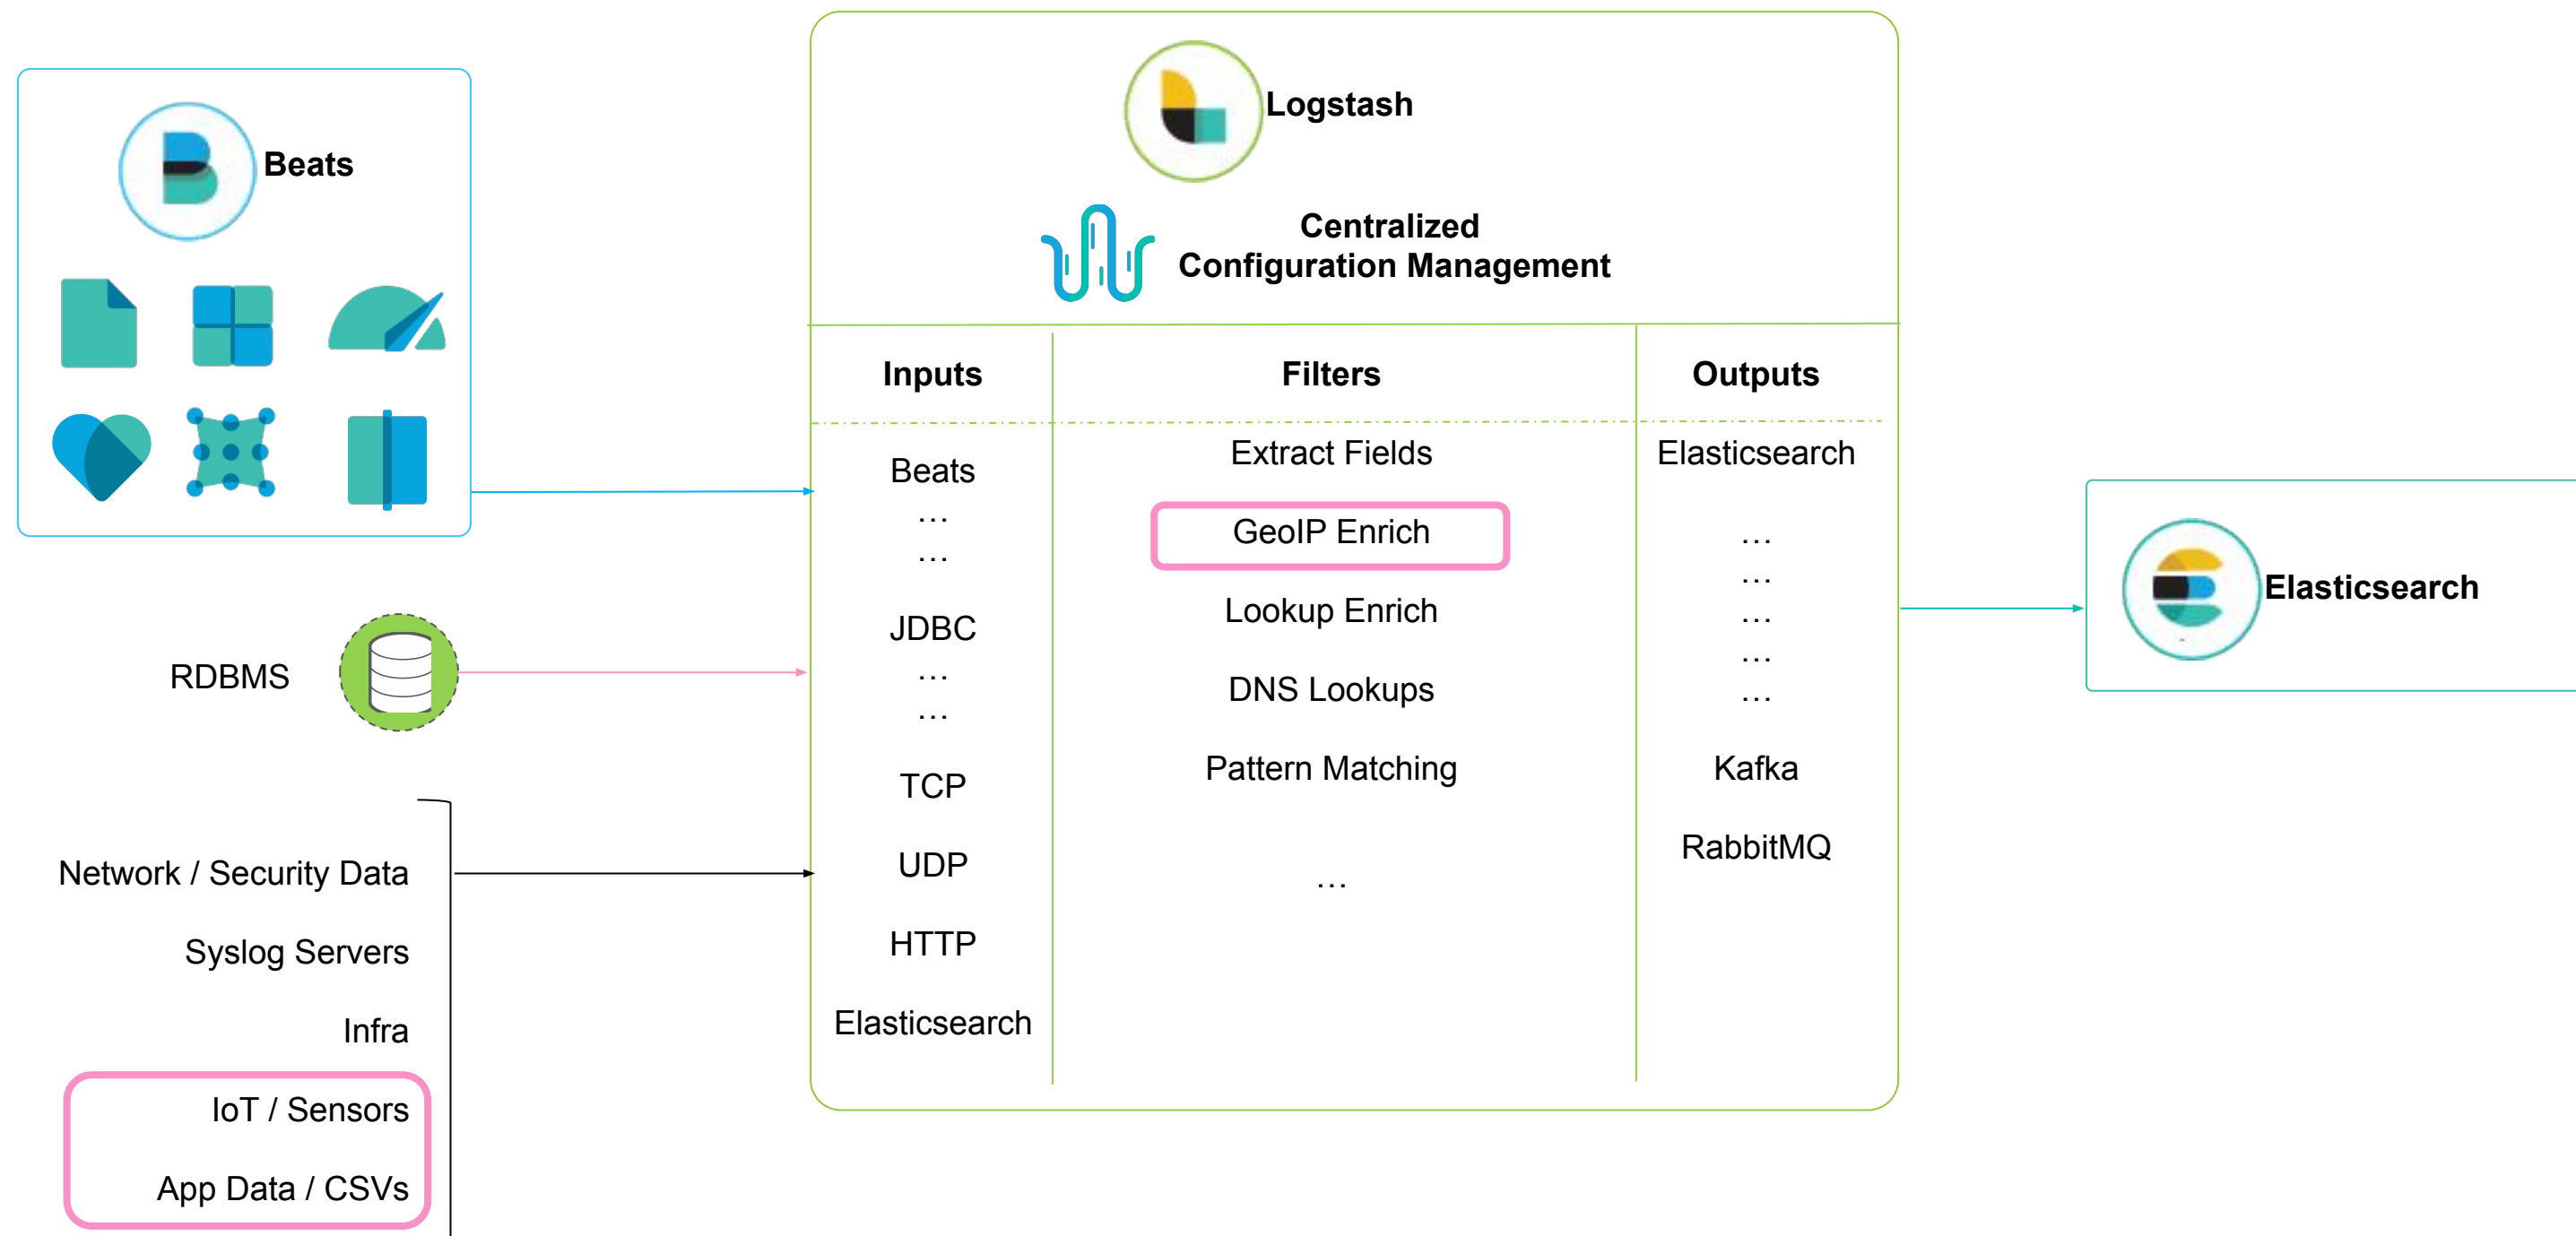 Beats
RDBMS
Network / Security Data
Syslog Servers
Infra
IoT / Sensors
App Data / CSVs
Logstash
Centralized
Configuration Management
Inputs
Beats
…
…
JDBC
…
…
TCP
UDP
HTTP
Elasticsearch
Filters
Extract Fields
GeoIP Enrich
Lookup Enrich
DNS Lookups
Pattern Matching
…
Outputs
Elasticsearch
…
…
…
…
…
Kafka
RabbitMQ
Elasticsearch